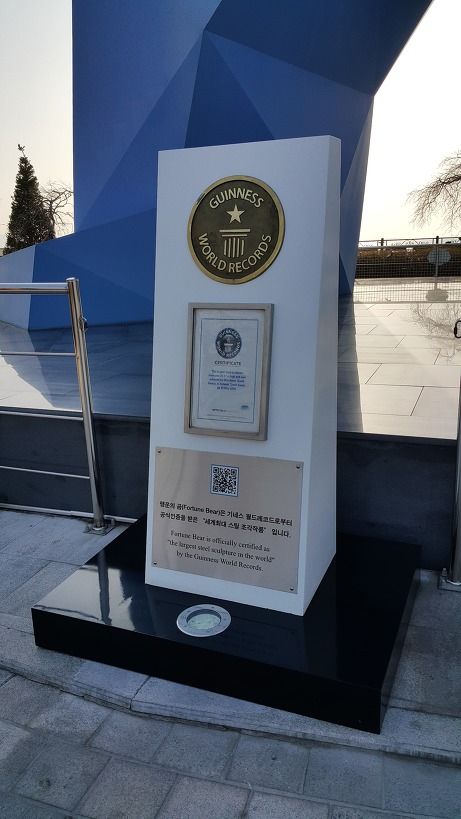 GUINNESS
WORLD RECORDS
CERTIFICATE
행운의 곰(Fortune Bear)은 기네스 월드레코드로부터
공식인증을 받은 '세계최대 스틸 조각작품' 입니다.
Fortune Bear is officially certified as
"the largest steel sculpture in the world"
by the Guinness World Records.